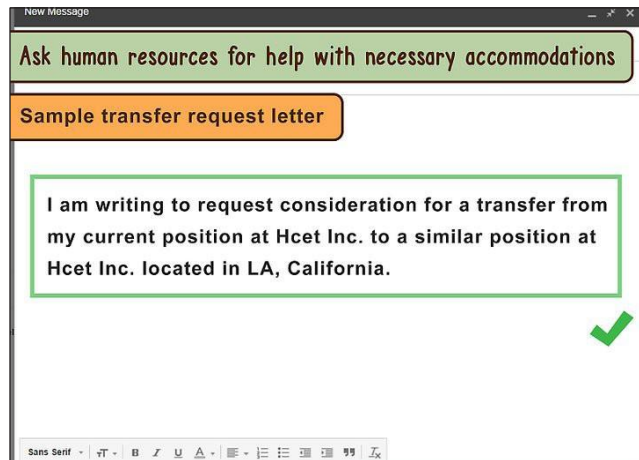 New Message
Ask human resources for help with necessary accommodations
Sample transfer request letter
I am writing to request consideration for a transfer from
my current position at Hcet Inc. to a similar position at
Hcet Inc. located in LA, California.
Sans Serif